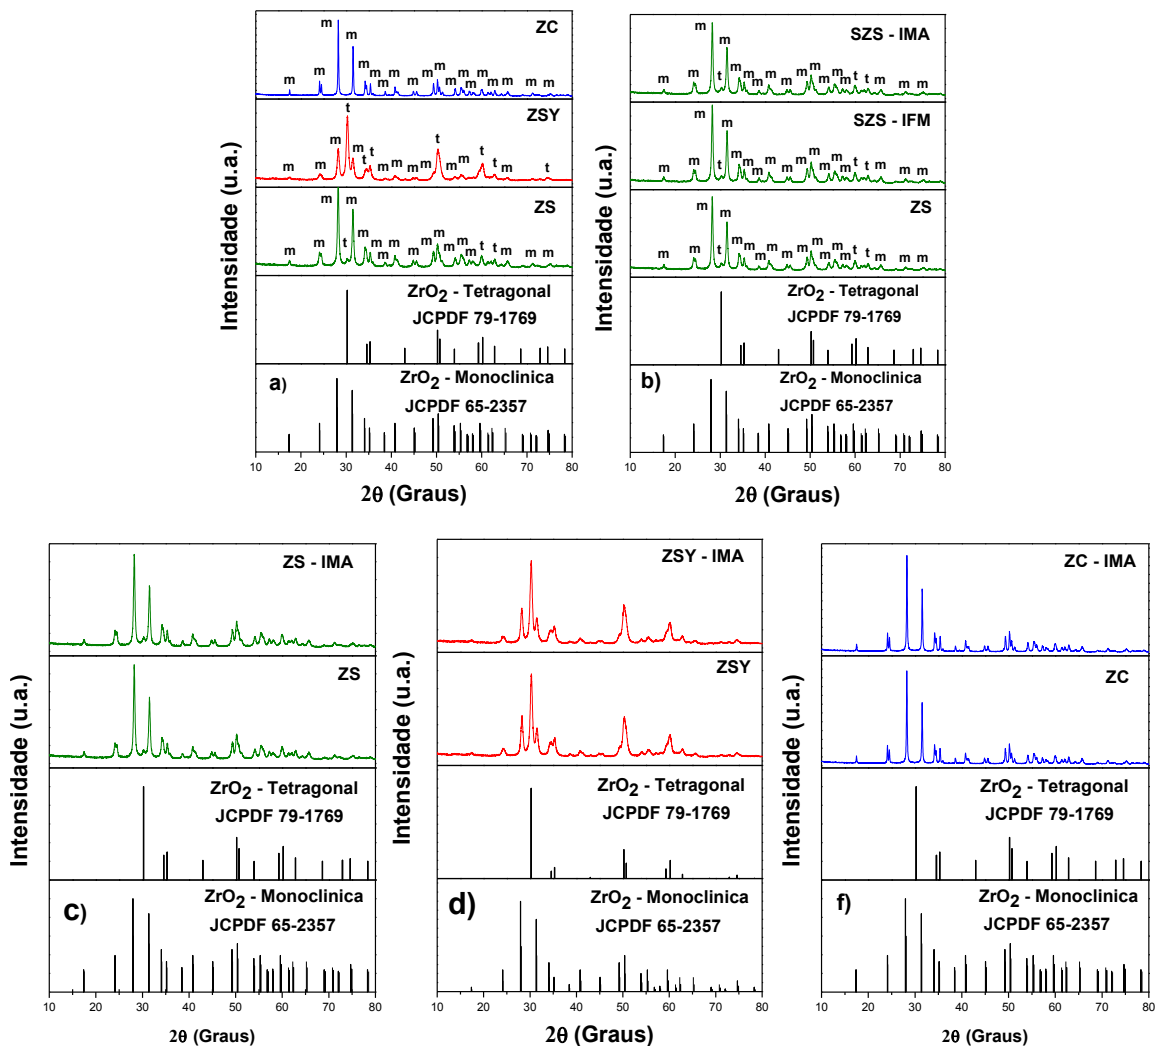 ZC
m m m m m m m m m m m m m m m m m m
ZSY
m m m t m t t m m m m t m m t m m t
ZS
m m m t m m m m m m m m m t t m m m
ZrO2 - Tetragonal
JCPDF 79-1769
a)
ZrO2 - Monoclinica
JCPDF 65-2357
Intensidade (u.a.)
10 20 30 40 50 60 70 80
2θ (Graus)
SZS - IMA
m m m t m m m m m m m m m t t m m m
SZS - IFM
m m m t m m m m m m m m m t t m m m
ZS
m m m t m m m m m m m m m t t m m m
ZrO2 - Tetragonal
JCPDF 79-1769
b)
ZrO2 - Monoclinica
JCPDF 65-2357
Intensidade (u.a.)
10 20 30 40 50 60 70 80
2θ (Graus)
ZS - IMA
ZS
ZrO2 - Tetragonal
JCPDF 79-1769
c)
ZrO2 - Monoclinica
JCPDF 65-2357
Intensidade (u.a.)
10 20 30 40 50 60 70 80
2θ (Graus)
ZSY - IMA
ZSY
ZrO2 - Tetragonal
JCPDF 79-1769
d)
ZrO2 - Monoclinica
JCPDF 65-2357
Intensidade (u.a.)
10 20 30 40 50 60 70 80
2θ (Graus)
ZC - IMA
ZC
ZrO2 - Tetragonal
JCPDF 79-1769
f)
ZrO2 - Monoclinica
JCPDF 65-2357
Intensidade (u.a.)
10 20 30 40 50 60 70 80
2θ (Graus)